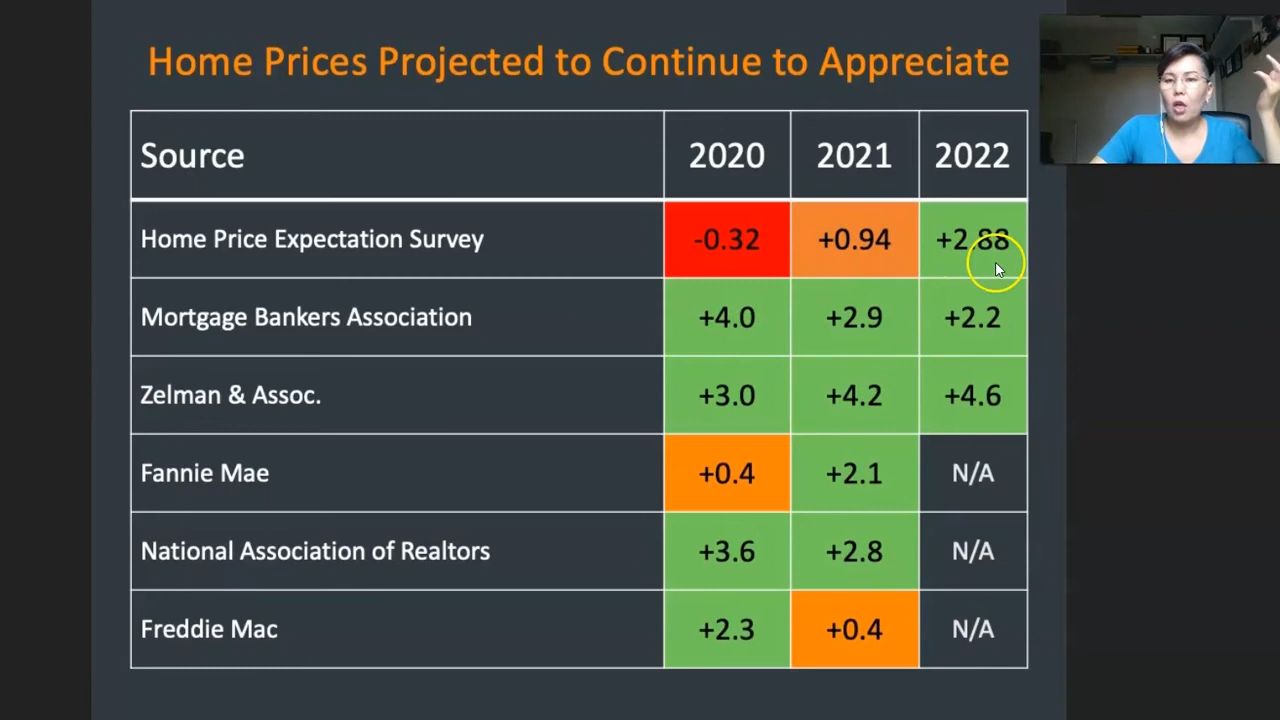 Home Prices Projected to Continue to Appreciate
Source 2020 2021 2022
Home Price Expectation Survey -0.32 +0.94 +2.88
Mortgage Bankers Association +4.0 +2.9 +2.2
Zelman & Assoc. +3.0 +4.2 +4.6
Fannie Mae +0.4 +2.1 N/A
National Association of Realtors +3.6 +2.8 N/A
Freddie Mac +2.3 +0.4 N/A